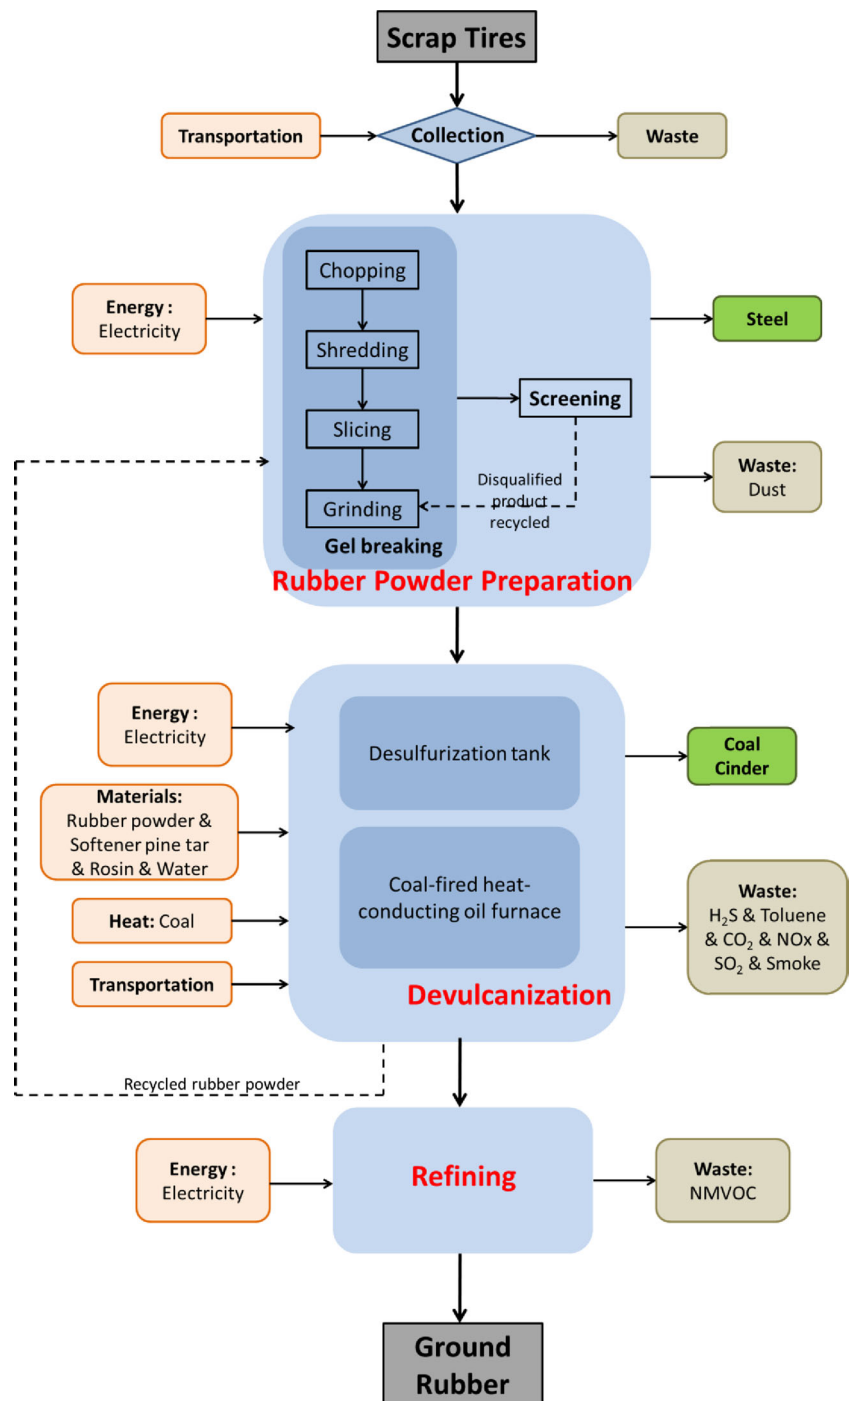 Scrap Tires
Transportation
Collection
Waste
Chopping
Energy :
Electricity
Steel
Shredding
Screening
Slicing
Waste:
Dust
Disqualified
product
recycled
Grinding
Gel breaking
Rubber Powder Preparation
Energy :
Electricity
Desulfurization tank
Coal
Cinder
Materials:
Rubber powder &
Softener pine tar
& Rosin & Water
Coal-fired heat-
conducting oil furnace
Waste:
H₂S & Toluene
& CO₂ & NOx &
SO₂ & Smoke
Heat: Coal
Transportation
Devulcanization
Recycled rubber powder
Energy :
Electricity
Refining
Waste:
NMVOC
Ground
Rubber